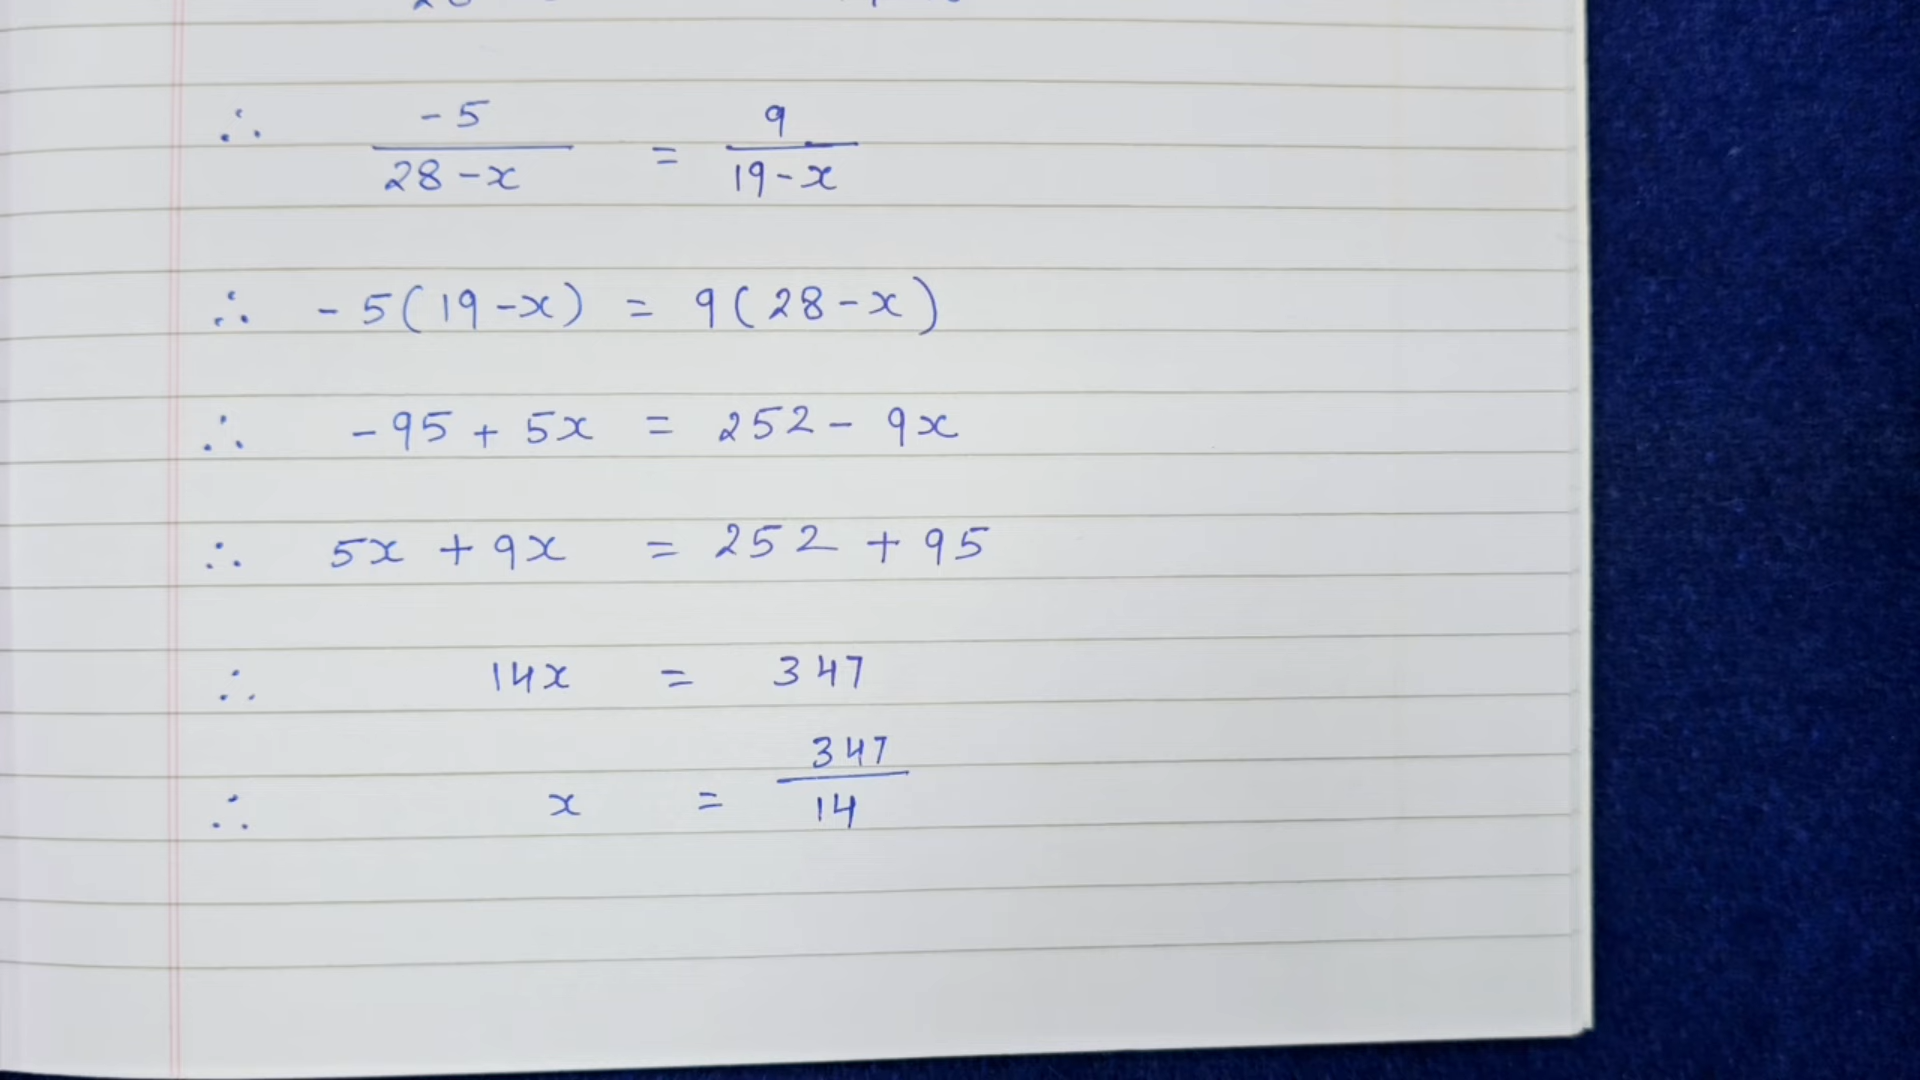 ∴ -5/(28-x) = 9/(19-x)
∴ -5(19-x) = 9(28-x)
∴ -95 + 5x = 252 - 9x
∴ 5x + 9x = 252 + 95
∴ 14x = 347
∴ x = 347/14